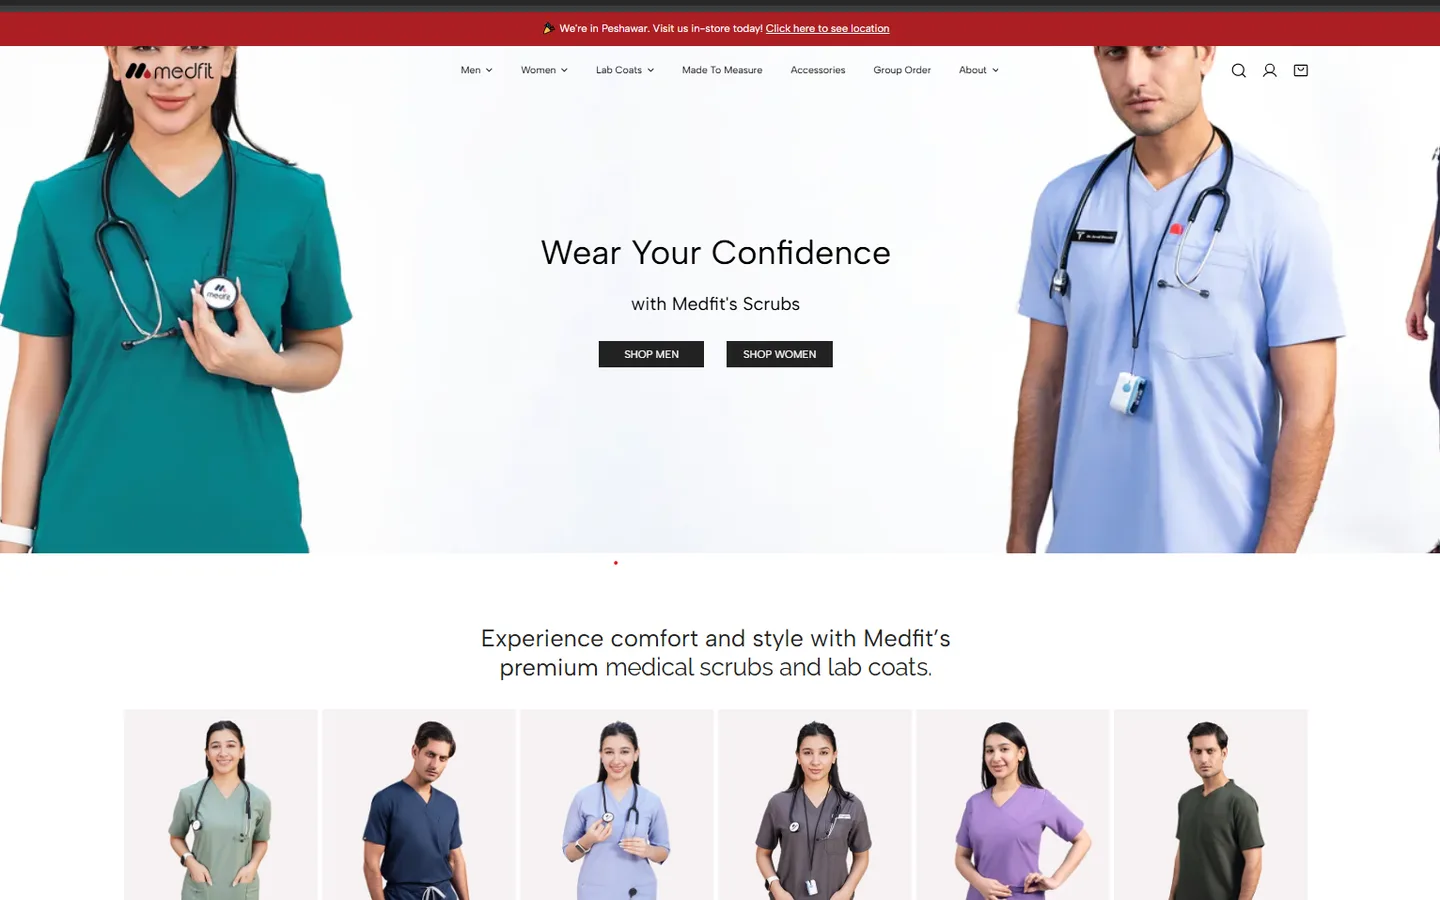 We're in Peshawar. Visit us in-store today! Click here to see location
medfit
Men Women Lab Coats Made To Measure Accessories Group Order About
Wear Your Confidence
with Medfit's Scrubs
SHOP MEN SHOP WOMEN
medfit
Experience comfort and style with Medfit’s
premium medical scrubs and lab coats.